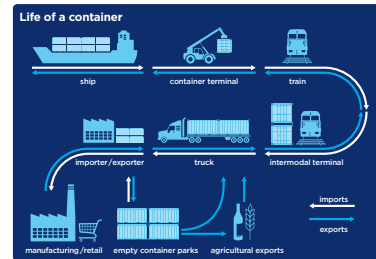 Life of a container
ship
container terminal
train
importer/exporter
truck
intermodal terminal
imports
exports
manufacturing/retail
empty container parks
agricultural exports